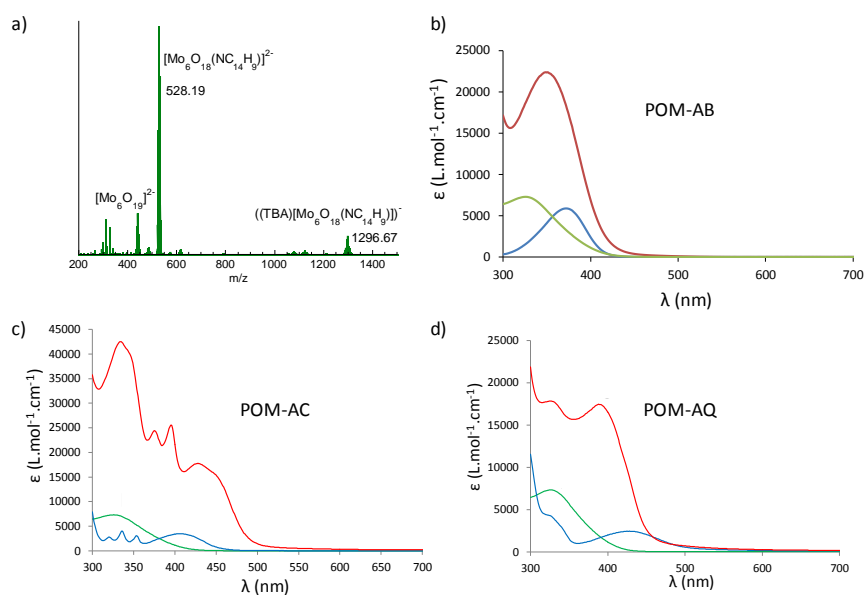 a)
[Mo₆O₁₈(NC₁₄H₉)]²⁻
528.19
[Mo₆O₁₉]²⁻
((TBA)[Mo₆O₁₈(NC₁₄H₉)])⁻
1296.67
200 400 600 800 1000 1200 1400
m/z
b)
POM-AB
ε (L.mol⁻¹.cm⁻¹)
25000
20000
15000
10000
5000
0
300 400 500 600 700
λ (nm)
c)
POM-AC
ε (L.mol⁻¹.cm⁻¹)
45000
40000
35000
30000
25000
20000
15000
10000
5000
0
300 350 400 450 500 550 600 650 700
λ (nm)
d)
POM-AQ
ε (L.mol⁻¹.cm⁻¹)
25000
20000
15000
10000
5000
0
300 400 500 600 700
λ (nm)